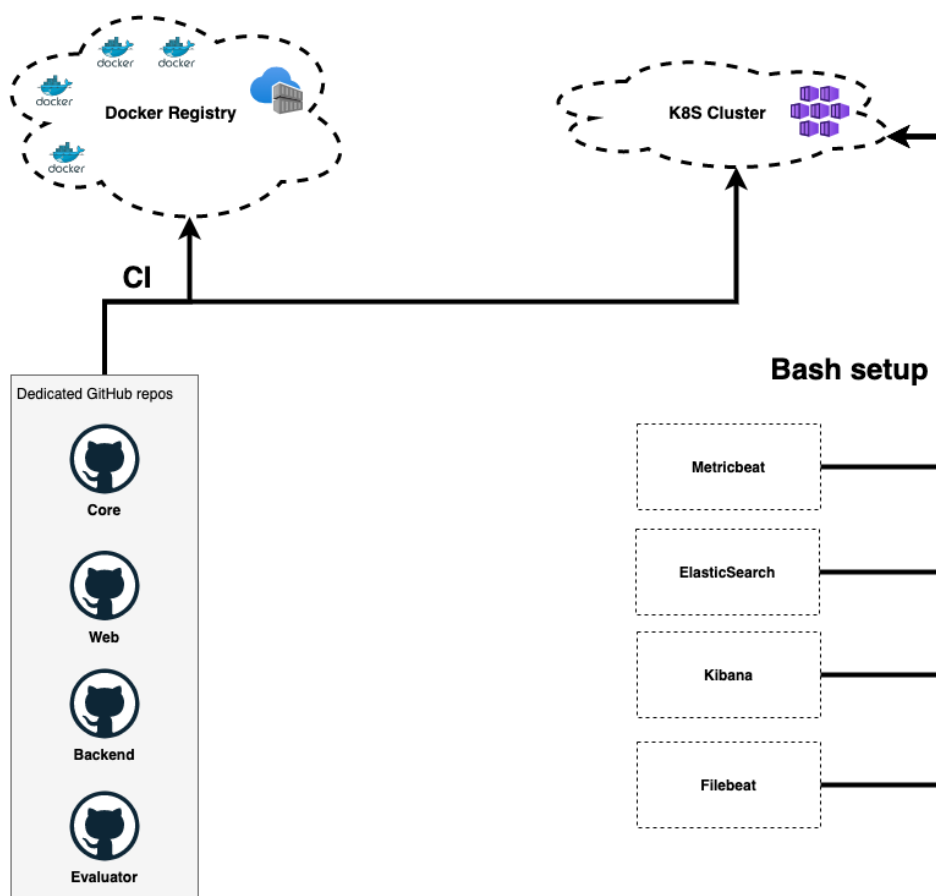 docker
docker
docker
docker
Docker Registry
K8S Cluster
CI
Bash setup
Dedicated GitHub repos
Core
Web
Backend
Evaluator
Metricbeat
ElasticSearch
Kibana
Filebeat